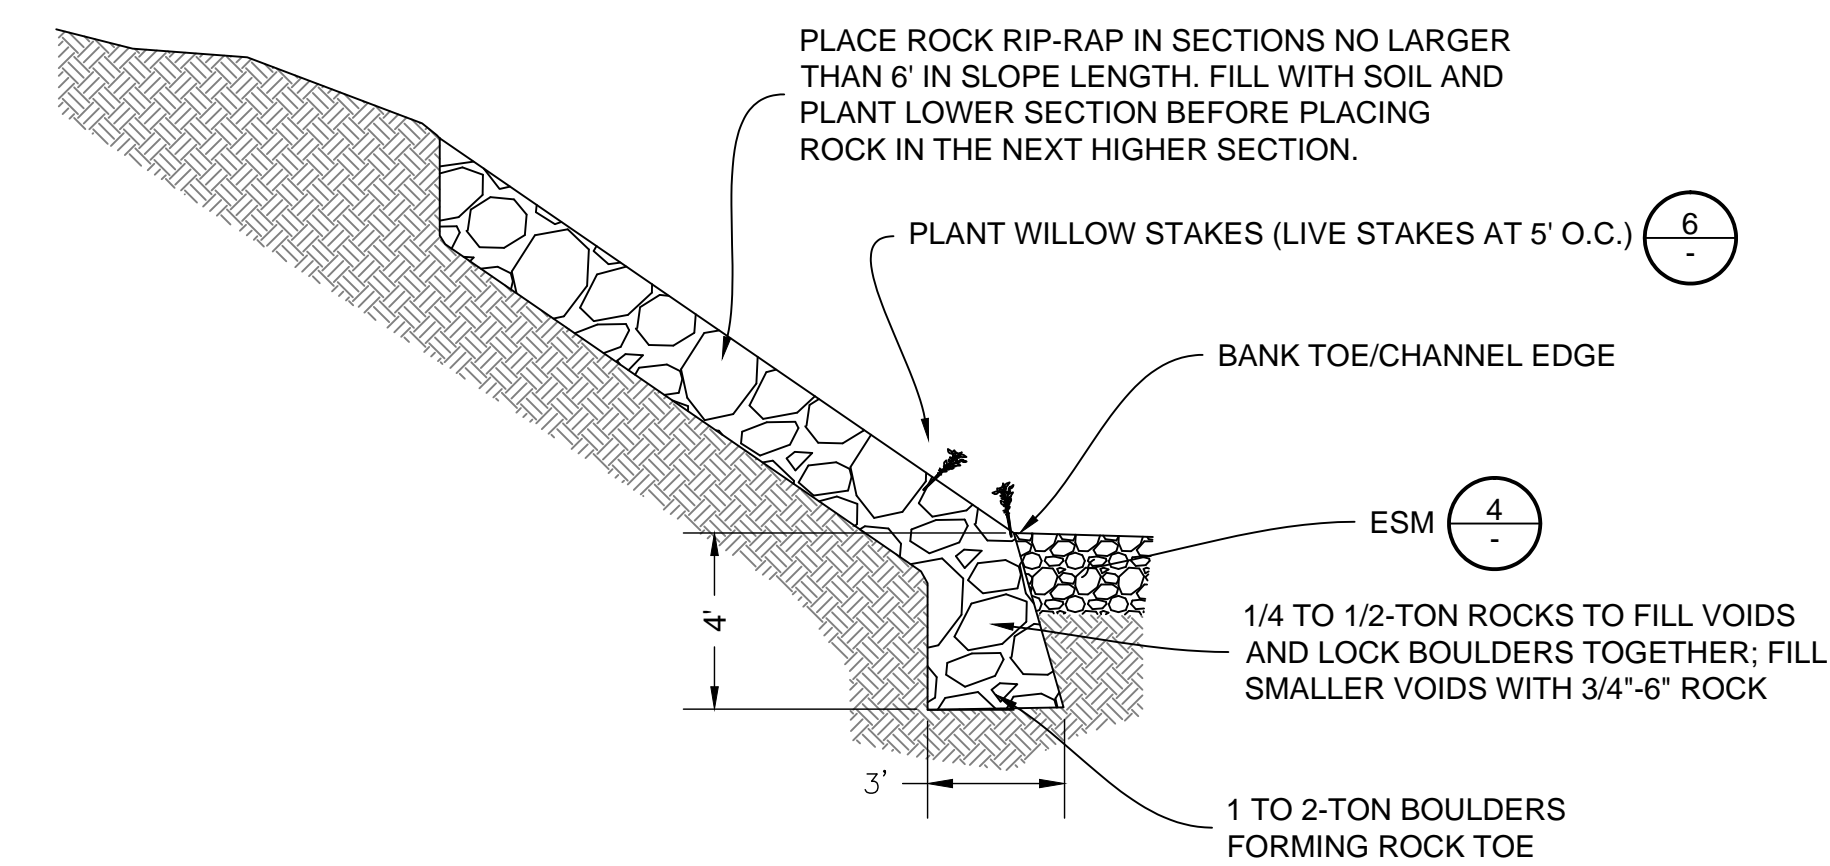 PLACE ROCK RIP-RAP IN SECTIONS NO LARGER
THAN 6' IN SLOPE LENGTH. FILL WITH SOIL AND
PLANT LOWER SECTION BEFORE PLACING
ROCK IN THE NEXT HIGHER SECTION.
PLANT WILLOW STAKES (LIVE STAKES AT 5' O.C.)
6
-
BANK TOE/CHANNEL EDGE
ESM
4
-
4'
1/4 TO 1/2-TON ROCKS TO FILL VOIDS
AND LOCK BOULDERS TOGETHER; FILL
SMALLER VOIDS WITH 3/4"-6" ROCK
3'
1 TO 2-TON BOULDERS
FORMING ROCK TOE